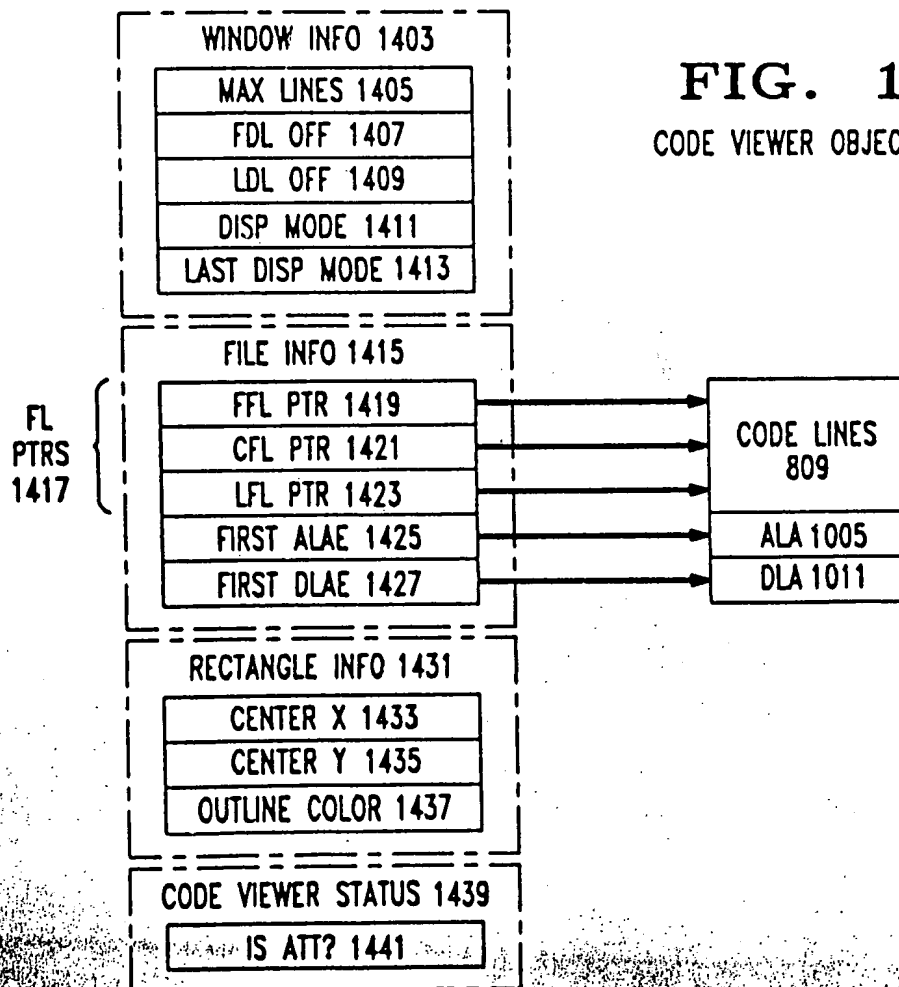 WINDOW INFO 1403
MAX LINES 1405
FDL OFF 1407
LDL OFF 1409
DISP MODE 1411
LAST DISP MODE 1413
FIG. 1
CODE VIEWER OBJEC
FILE INFO 1415
FL
PTRS
1417
FFL PTR 1419
CFL PTR 1421
LFL PTR 1423
FIRST ALAE 1425
FIRST DLAE 1427
CODE LINES
809
ALA 1005
DLA 1011
RECTANGLE INFO 1431
CENTER X 1433
CENTER Y 1435
OUTLINE COLOR 1437
CODE VIEWER STATUS 1439
IS ATT? 1441